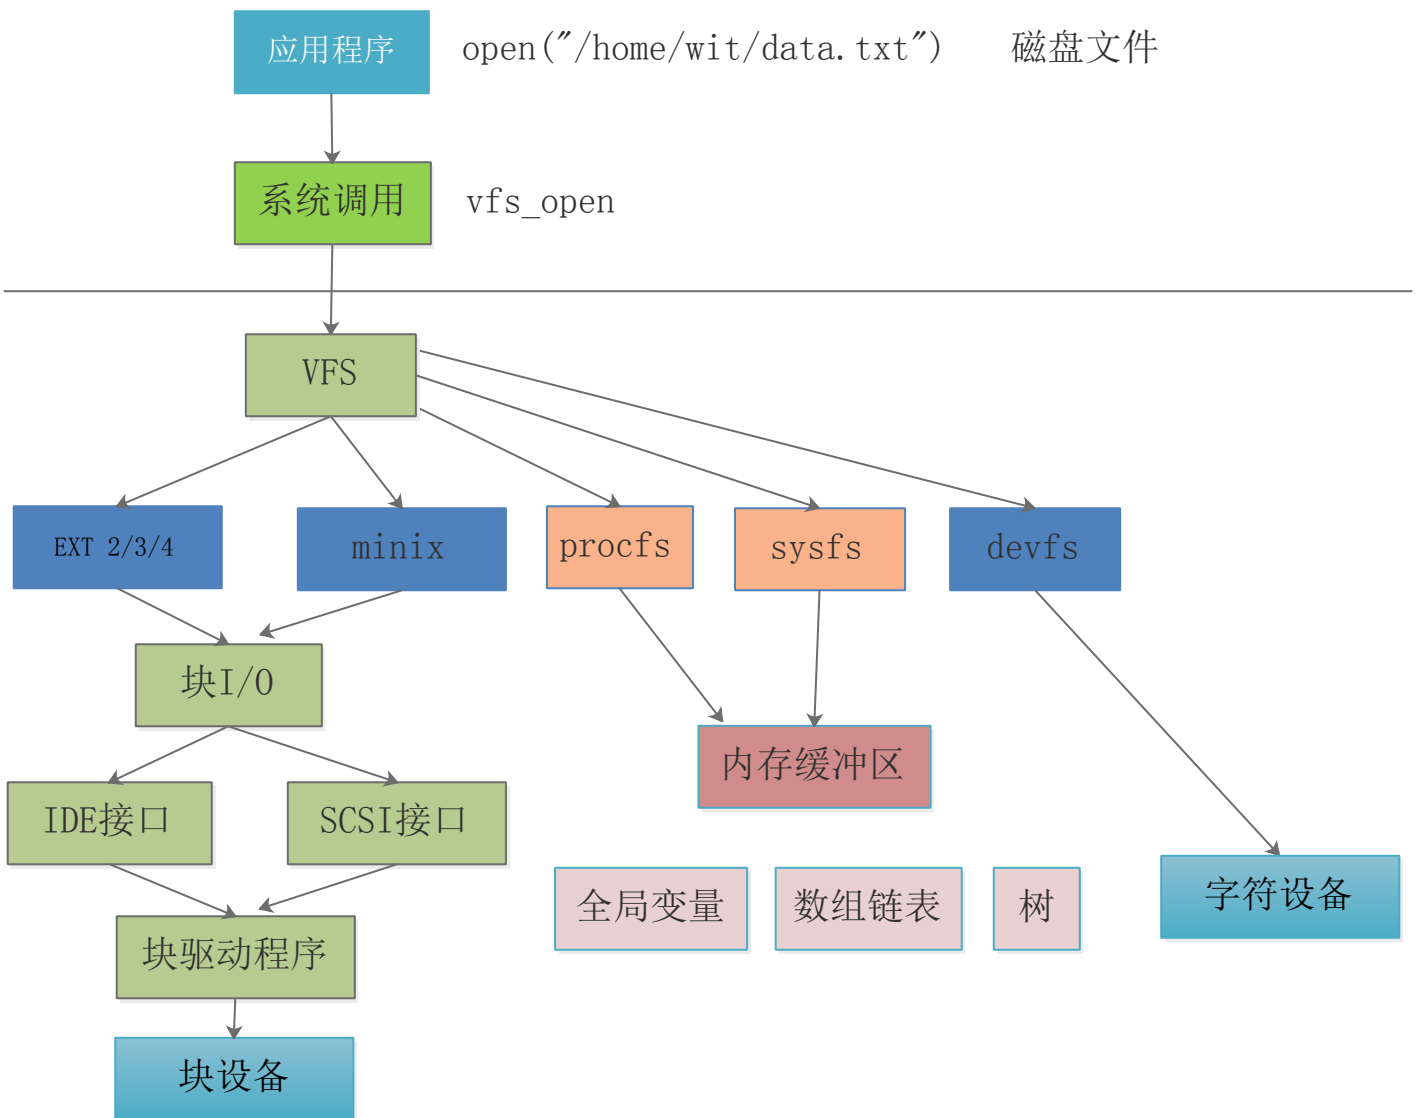 应用程序 open("/home/wit/data.txt") 磁盘文件
系统调用 vfs_open
VFS
EXT 2/3/4 minix procfs sysfs devfs
块I/O
内存缓冲区
IDE接口 SCSI接口
全局变量 数组链表 树 字符设备
块驱动程序
块设备